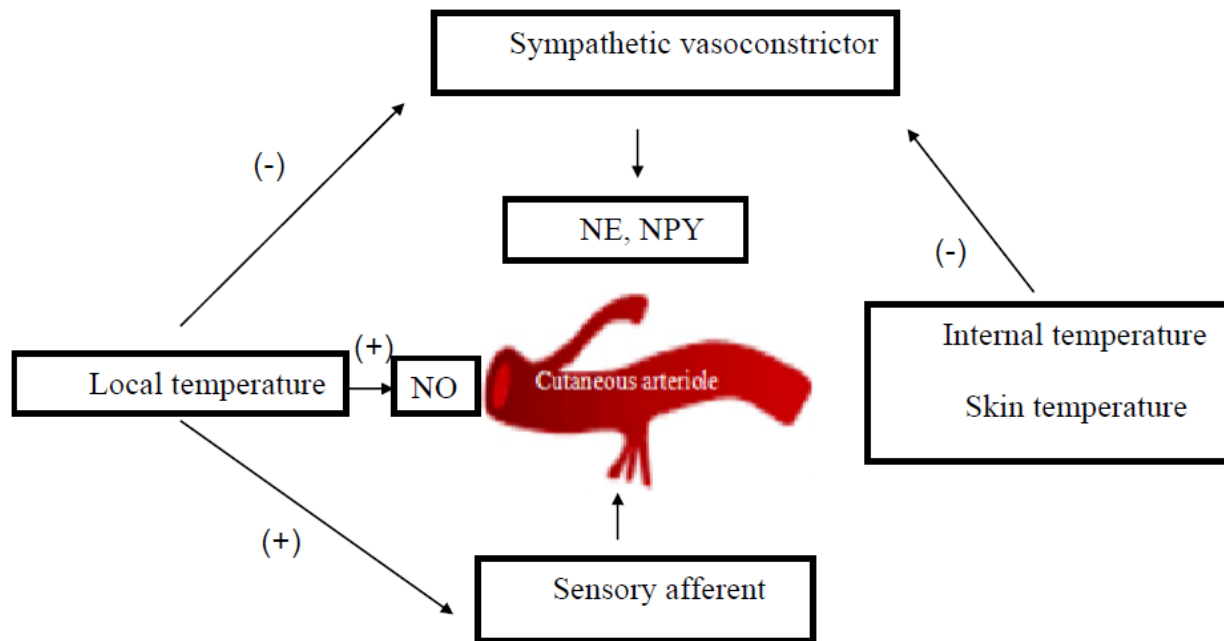 Sympathetic vasoconstrictor
(-)
NE, NPY
(-)
Internal temperature
Skin temperature
(+)
Local temperature
NO
Cutaneous arteriole
(+)
Sensory afferent